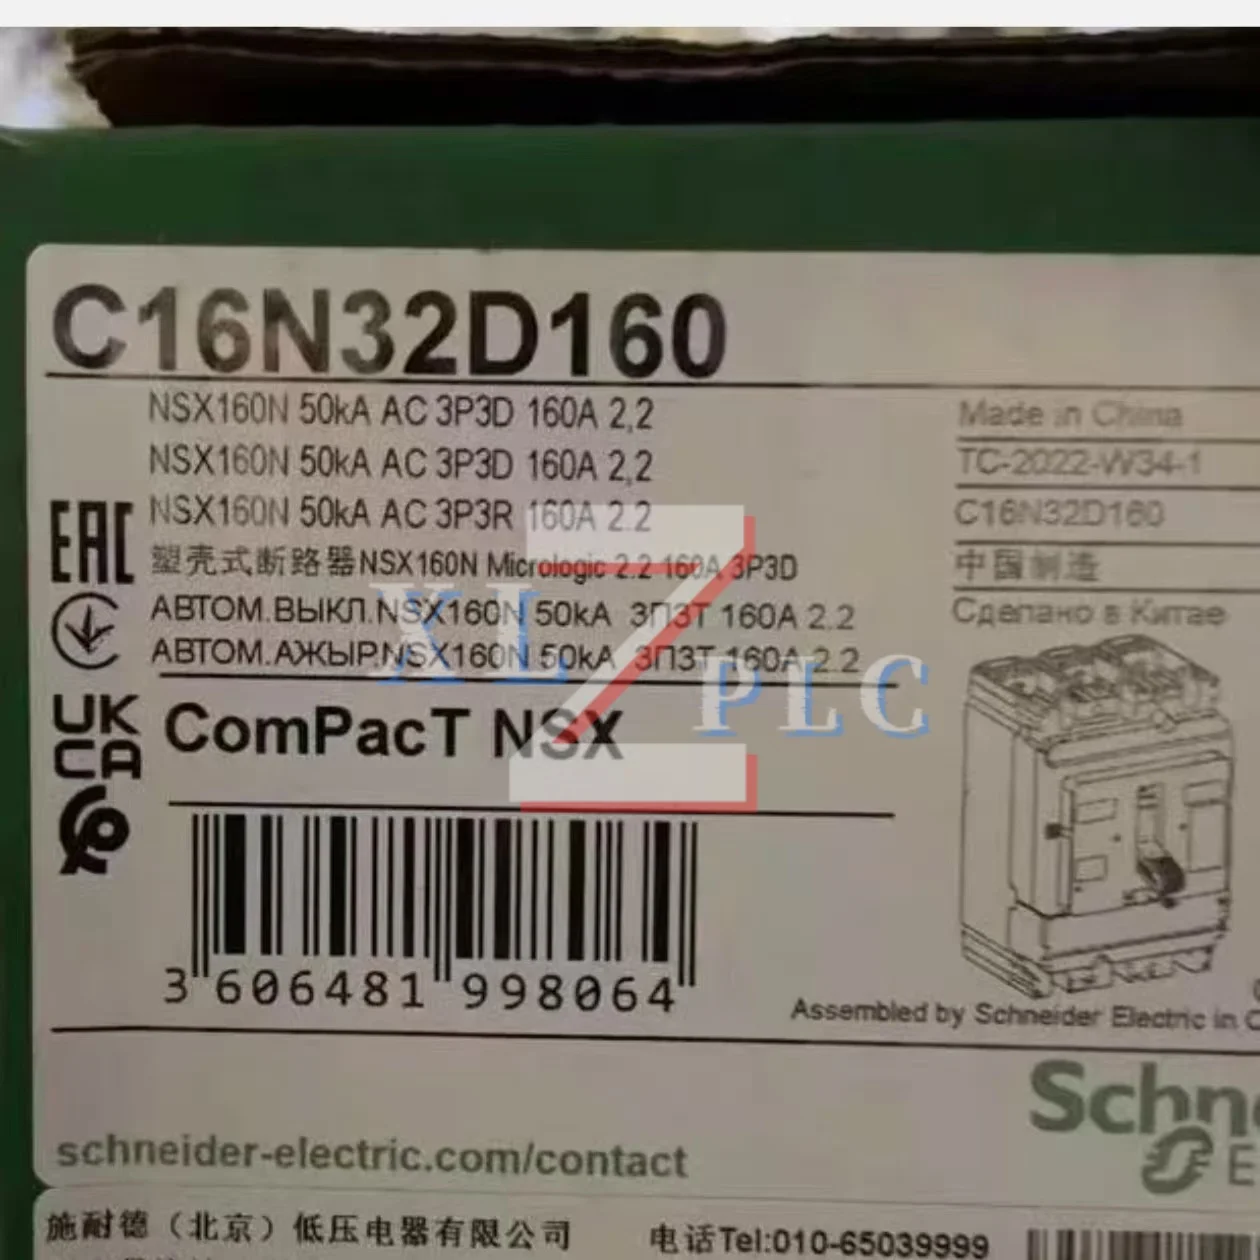 C16N32D160
NSX160N 50kA AC 3P3D 160A 2,2
NSX160N 50kA AC 3P3D 160A 2,2
NSX160N 50kA AC 3P3R 160A 2.2
塑壳式断路器NSX160N Micrologic 2.2 160A 3P3D
АВТОМ.ВЫКЛ.NSX160N 50kA 3П3Т 160A 2.2
АВТОМ.АЖЫР.NSX160N 50kA 3П3Т 160A 2.2
Made in China
TC-2022-W34-1
C16N32D160
中国制造
Сделано в Китае
EAC
UK
CA
ComPacT NSX
XL Z PLC
3 606481 998064
Assembled by Schneider Electric in
Schne
E
schneider-electric.com/contact
施耐德（北京）低压电器有限公司
电话Tel:010-65039999